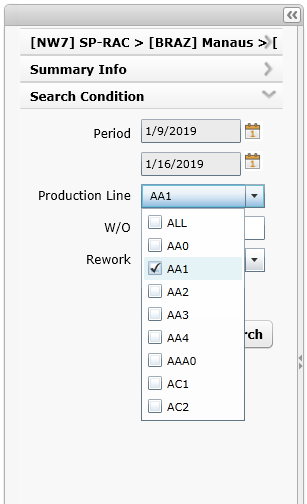 [NW7] SP-RAC > [BRAZ] Manaus > [
Summary Info
Search Condition
Period 1/9/2019
1/16/2019
Production Line AA1
W/O
Rework
ALL
AA0
AA1
AA2
AA3
AA4
AAA0
AC1
AC2
rch